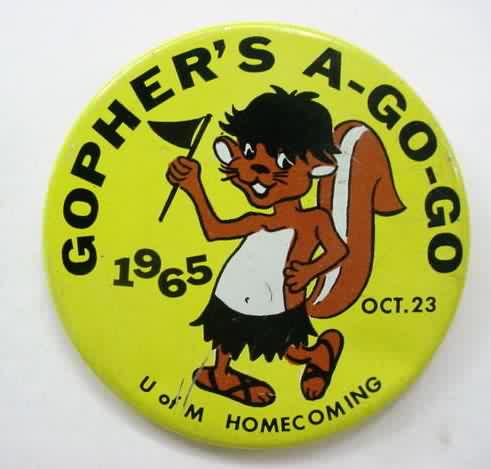 GOPHER'S A-GO-GO
1965
OCT. 23
U of M HOMECOMING